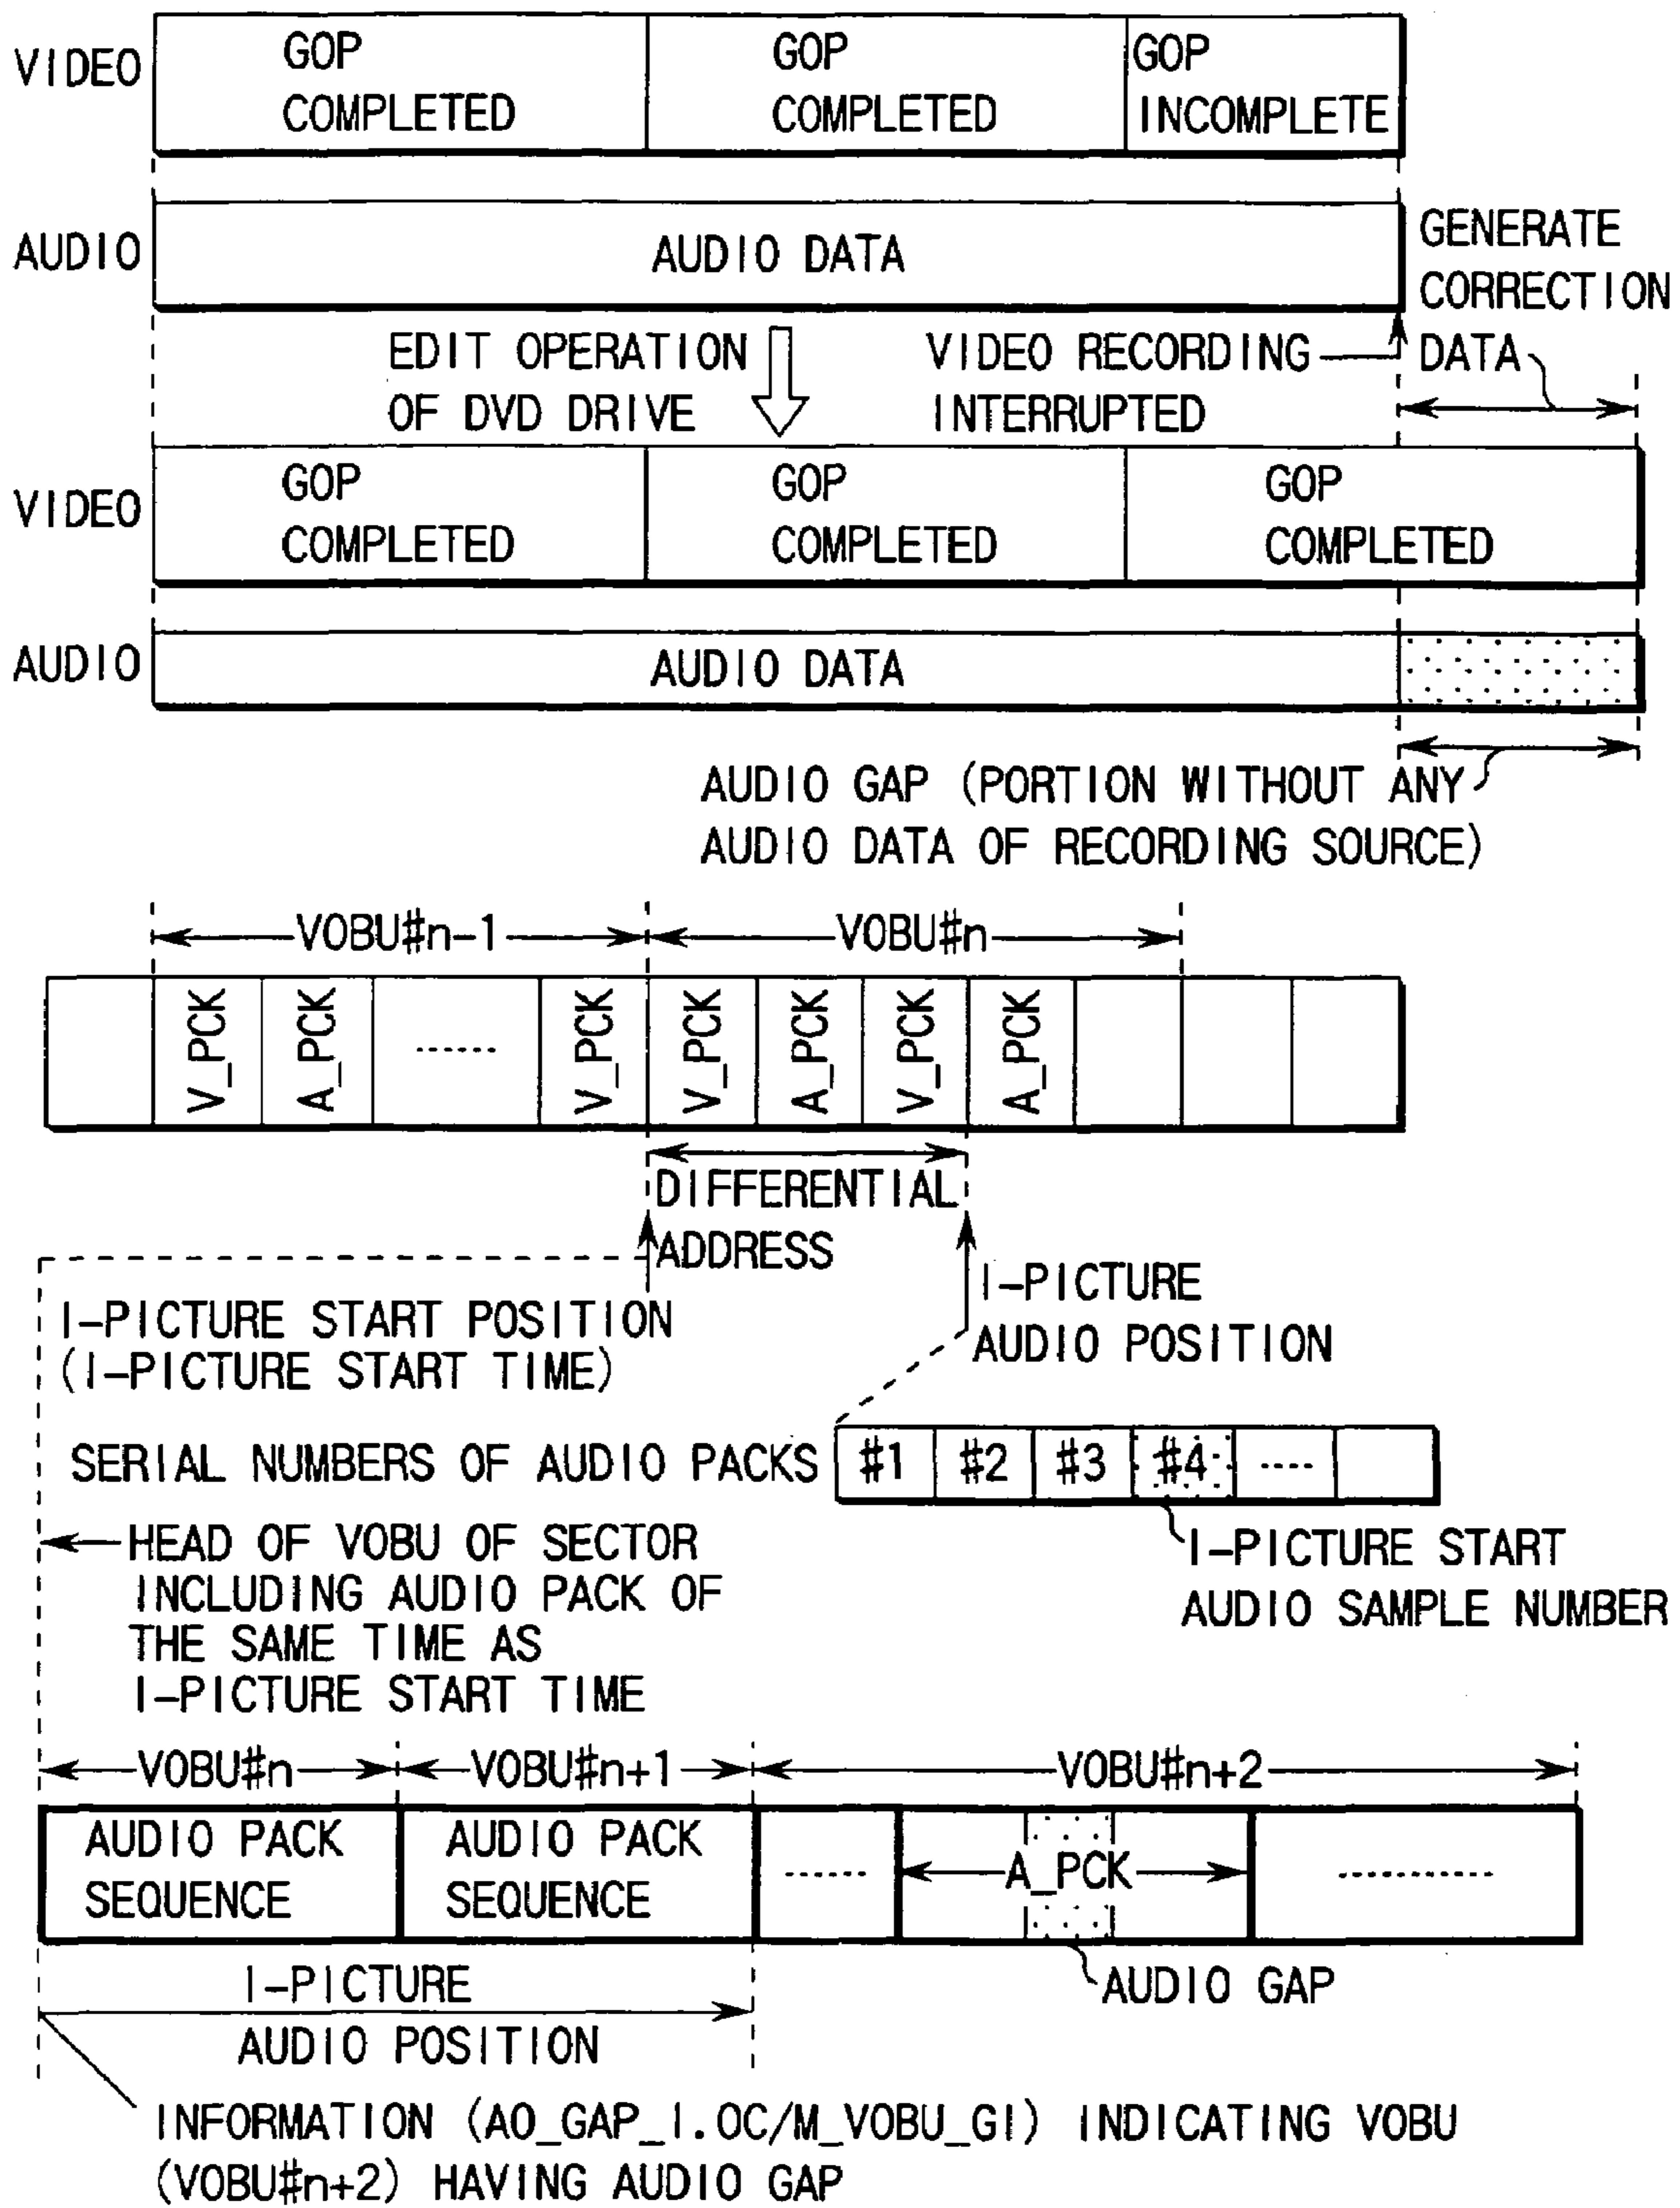 VIDEO
GOP
COMPLETED
GOP
COMPLETED
GOP
INCOMPLETE
AUDIO
AUDIO DATA
GENERATE
CORRECTION
DATA
EDIT OPERATION
OF DVD DRIVE
VIDEO RECORDING
INTERRUPTED
VIDEO
GOP
COMPLETED
GOP
COMPLETED
GOP
COMPLETED
AUDIO
AUDIO DATA
AUDIO GAP (PORTION WITHOUT ANY
AUDIO DATA OF RECORDING SOURCE)
VOBU#n-1
VOBU#n
V_PCK
A_PCK
------
V_PCK
V_PCK
A_PCK
V_PCK
A_PCK
DIFFERENTIAL
ADDRESS
I-PICTURE START POSITION
(I-PICTURE START TIME)
I-PICTURE
AUDIO POSITION
SERIAL NUMBERS OF AUDIO PACKS
#1
#2
#3
#4
----
I-PICTURE START
AUDIO SAMPLE NUMBER
HEAD OF VOBU OF SECTOR
INCLUDING AUDIO PACK OF
THE SAME TIME AS
I-PICTURE START TIME
VOBU#n
VOBU#n+1
VOBU#n+2
AUDIO PACK
SEQUENCE
AUDIO PACK
SEQUENCE
------
A_PCK
-----------
AUDIO GAP
I-PICTURE
AUDIO POSITION
INFORMATION (AO_GAP_I.OC/M_VOBU_GI) INDICATING VOBU
(VOBU#n+2) HAVING AUDIO GAP